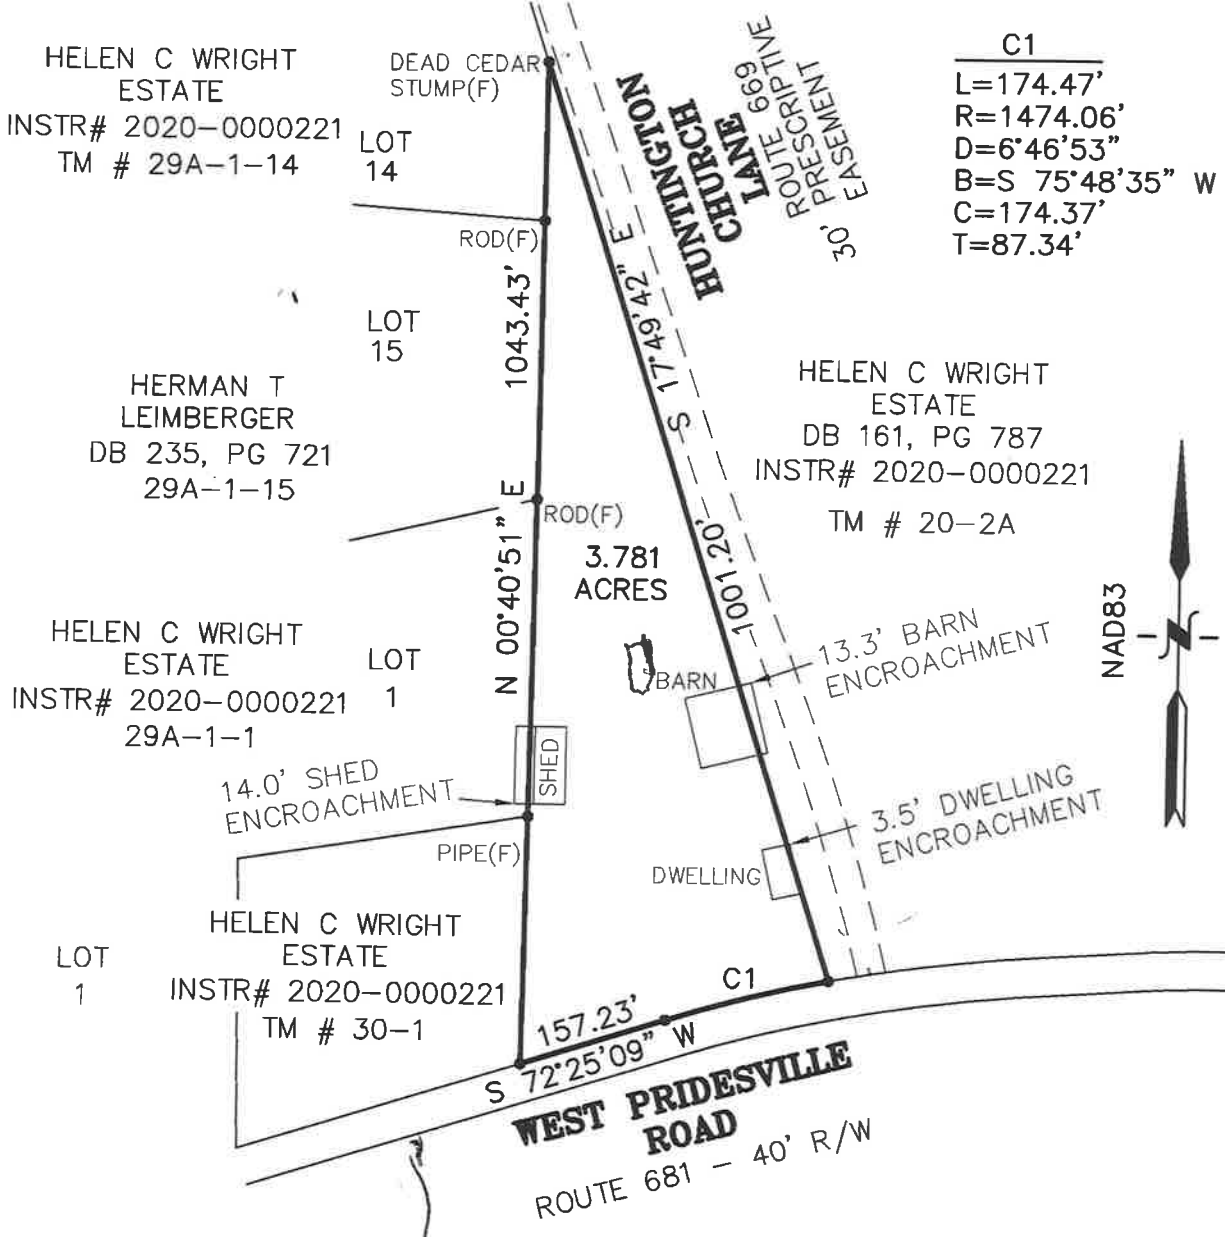 HELEN C WRIGHT
ESTATE
INSTR# 2020-0000221
TM # 29A-1-14
LOT
14
DEAD CEDAR
STUMP(F)
HUNTINGTON
CHURCH
LANE
ROUTE 669
30' PRESCRIPTIVE
EASEMENT
C1
L=174.47'
R=1474.06'
D=6°46'53"
B=S 75°48'35" W
C=174.37'
T=87.34'
ROD(F)
LOT
15
HERMAN T
LEIMBERGER
DB 235, PG 721
29A-1-15
N 00°40'51" E
1043.43'
S 17°49'42" E
1001.20'
HELEN C WRIGHT
ESTATE
DB 161, PG 787
INSTR# 2020-0000221
TM # 20-2A
ROD(F)
3.781
ACRES
NAD83
N
HELEN C WRIGHT
ESTATE
INSTR# 2020-0000221
29A-1-1
LOT
1
BARN
13.3' BARN
ENCROACHMENT
SHED
14.0' SHED
ENCROACHMENT
PIPE(F)
DWELLING
3.5' DWELLING
ENCROACHMENT
HELEN C WRIGHT
ESTATE
INSTR# 2020-0000221
TM # 30-1
LOT
1
157.23'
S 72°25'09" W
C1
WEST PRIDESVILLE
ROAD
ROUTE 681 - 40' R/W